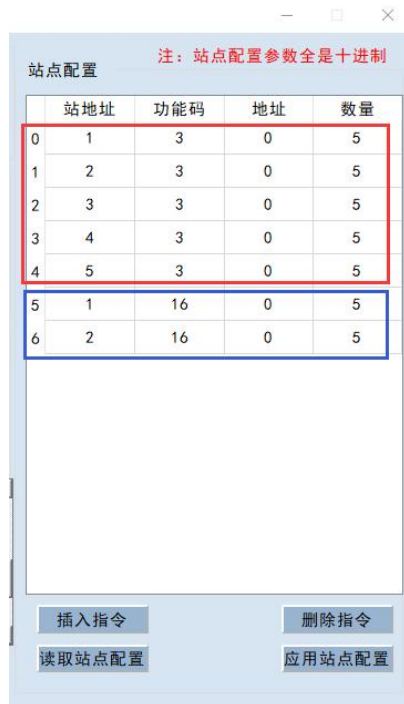 注：站点配置参数全是十进制
站点配置
站地址 功能码 地址 数量
0 1 3 0 5
1 2 3 0 5
2 3 3 0 5
3 4 3 0 5
4 5 3 0 5
5 1 16 0 5
6 2 16 0 5
插入指令 删除指令
读取站点配置 应用站点配置